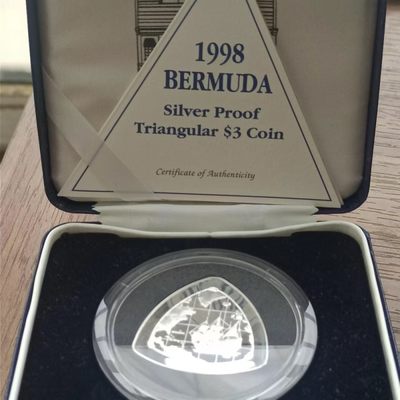 1998
BERMUDA
Silver Proof
Triangular $3 Coin
Certificate of Authenticity